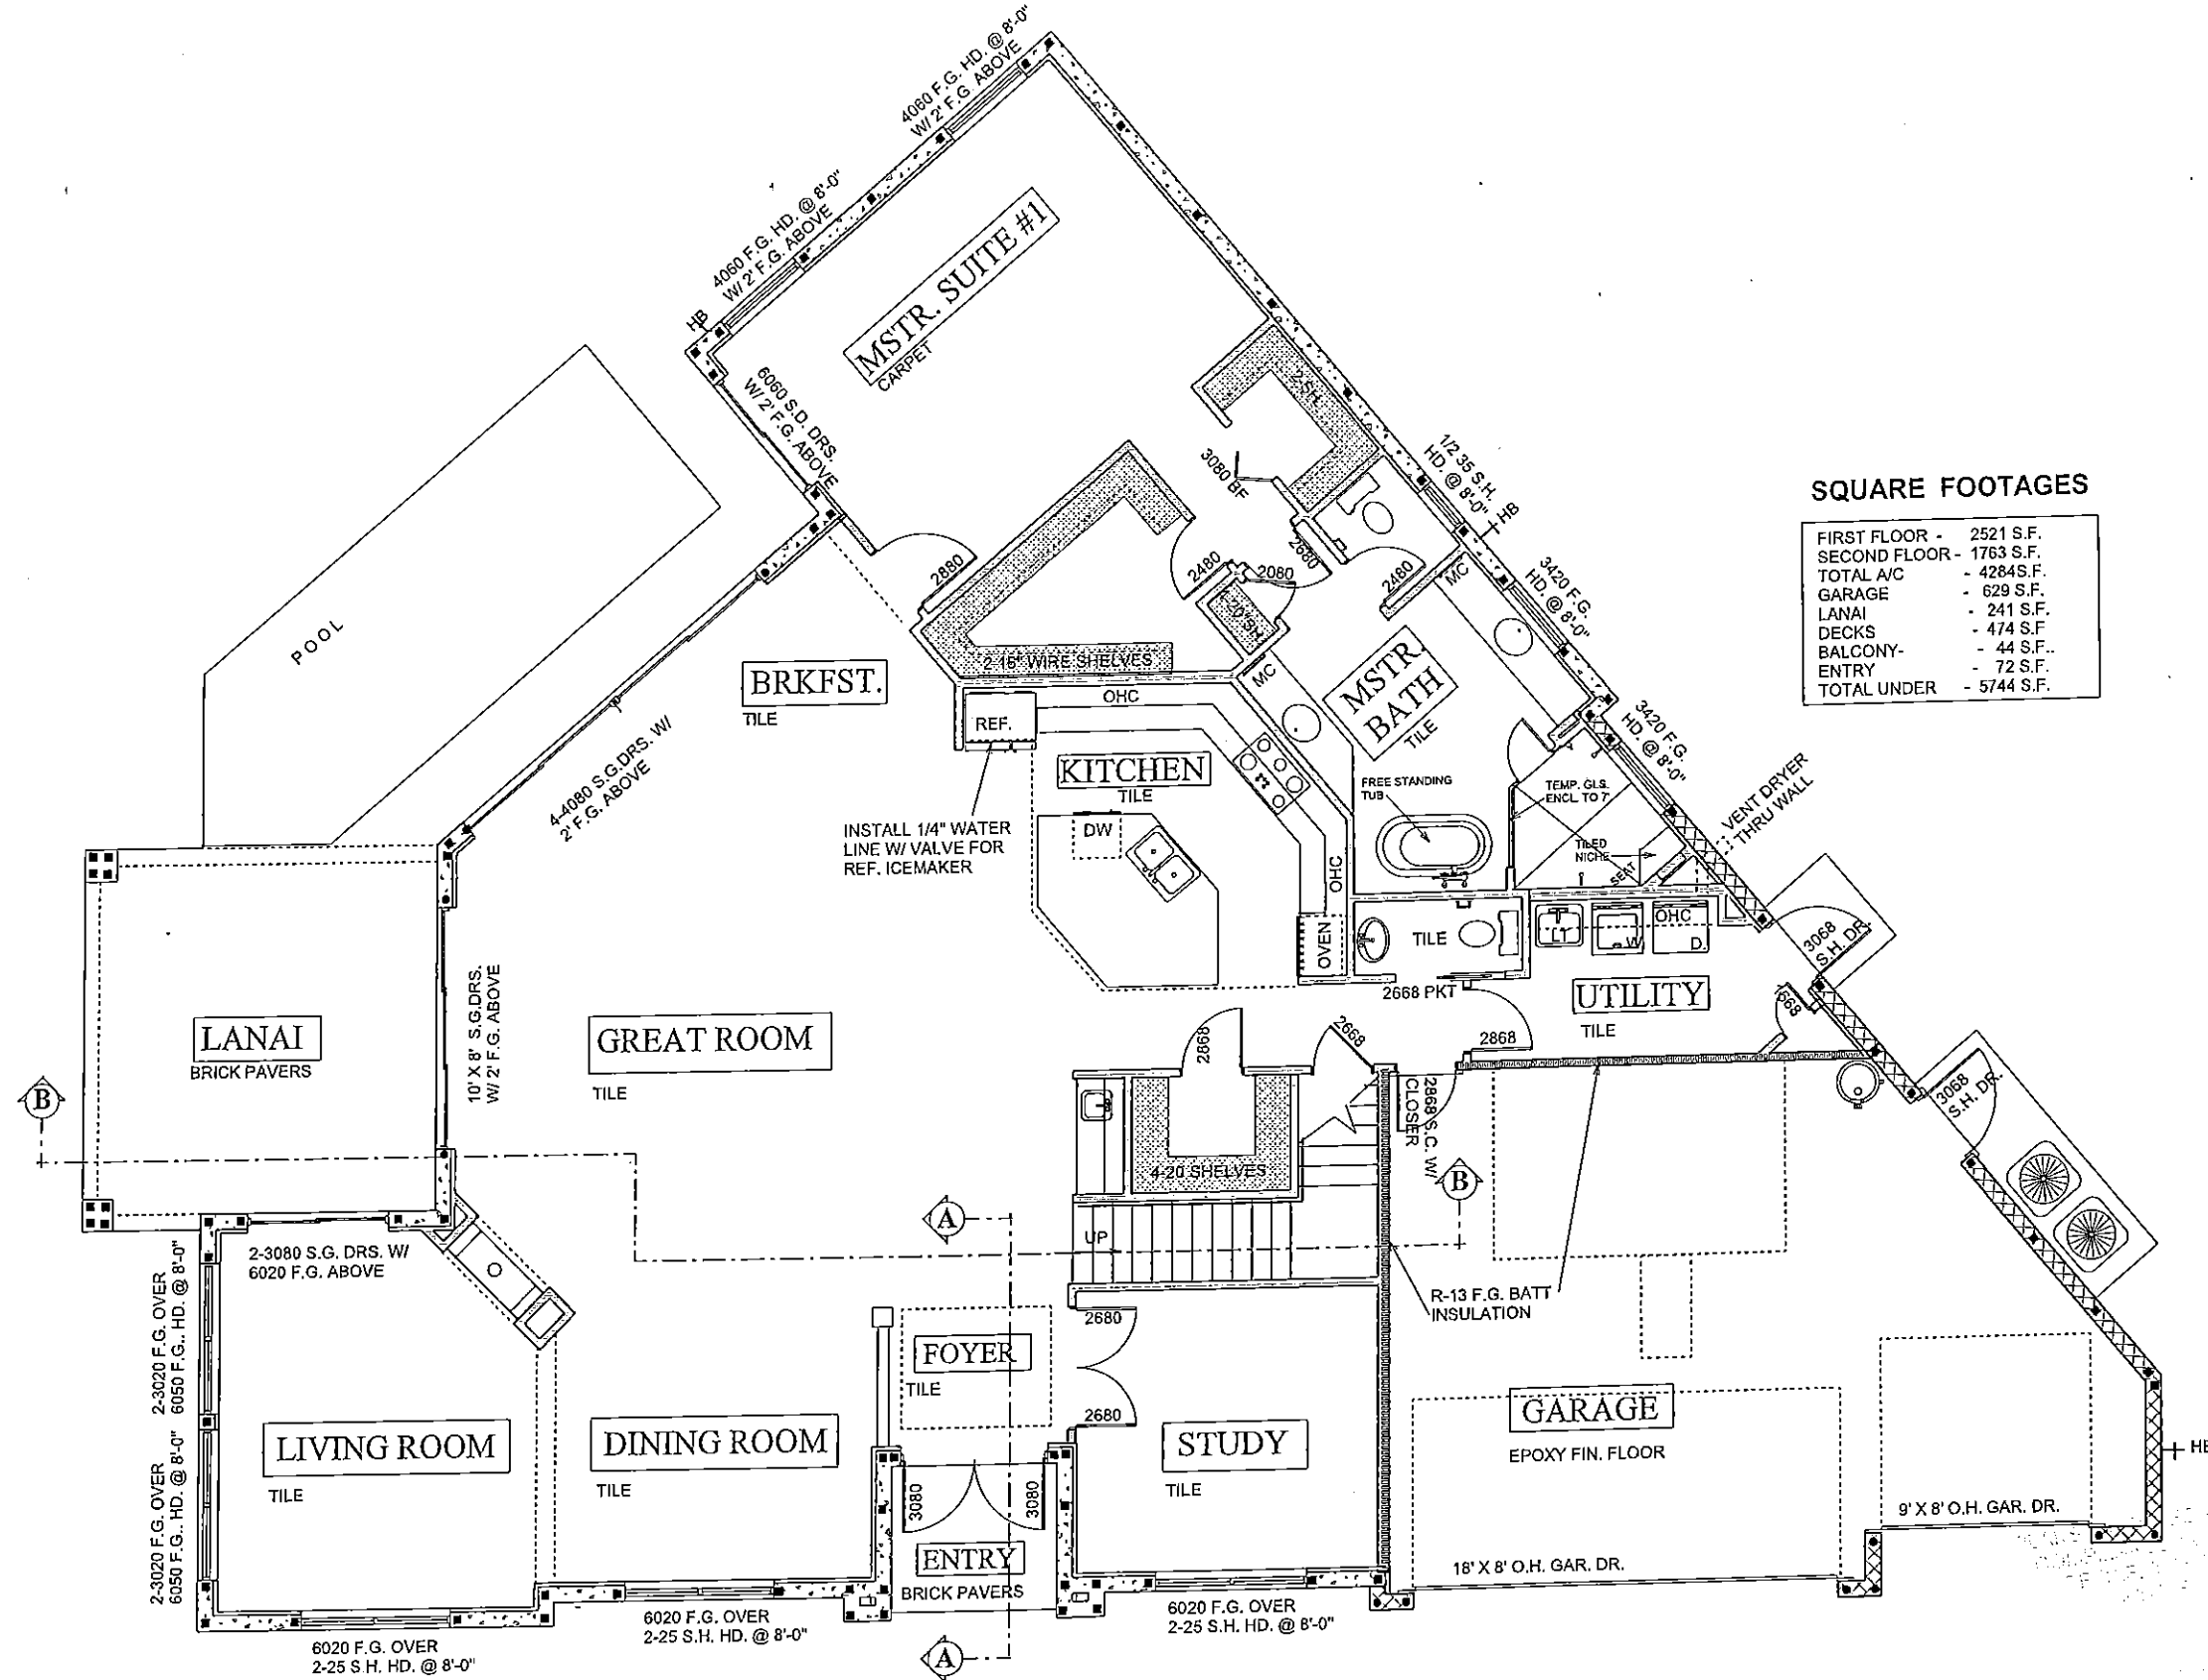 4060 F.G. HD. @ 8'-0"
W/ 2' F.G. ABOVE
4060 F.G. HD. @ 8'-0"
W/ 2' F.G. ABOVE
HB
MSTR. SUITE #1
CARPET
6060 S.D. DRS.
W/ 2' F.G. ABOVE
2-SH.
3080 BF
1/2 35 S.H.
HD. @ 8'-0"
HB
SQUARE FOOTAGES
FIRST FLOOR - 2521 S.F.
SECOND FLOOR - 1763 S.F.
TOTAL A/C - 4284S.F.
GARAGE - 629 S.F.
LANAI - 241 S.F.
DECKS - 474 S.F
BALCONY- - 44 S.F..
ENTRY - 72 S.F.
TOTAL UNDER - 5744 S.F.
2880
2480
2080
2680
2480
MC
3420 F.G.
HD. @ 8'-0"
POOL
BRKFST.
TILE
2-15" WIRE SHELVES
MC
MSTR.
BATH
TILE
3420 F.G.
HD. @ 8'-0"
4-4080 S.G.DRS. W/
2' F.G. ABOVE
REF.
OHC
KITCHEN
TILE
DW
INSTALL 1/4" WATER
LINE W/ VALVE FOR
REF. ICEMAKER
FREE STANDING
TUB
TEMP. GLS.
ENCL. TO 7'
TILED
NICHE
SEAT
VENT DRYER
THRU WALL
OHC
OVEN
TILE
LT
W.
OHC
D.
3068
S.H. DR.
2668 PKT
UTILITY
TILE
1668
LANAI
BRICK PAVERS
10' X 8' S.G.DRS.
W/ 2' F.G. ABOVE
GREAT ROOM
TILE
2868
2668
2868
2868 S.C. W/
CLOSER
3068
S.H. DR.
B
4-20 SHELVES
B
A
UP
2-3080 S.G. DRS. W/
6020 F.G. ABOVE
R-13 F.G. BATT
INSULATION
2-3020 F.G. OVER
6050 F.G.. HD. @ 8'-0"
2680
FOYER
TILE
2680
LIVING ROOM
TILE
DINING ROOM
TILE
STUDY
TILE
GARAGE
EPOXY FIN. FLOOR
2-3020 F.G. OVER
6050 F.G.. HD. @ 8'-0"
3080
3080
ENTRY
BRICK PAVERS
9' X 8' O.H. GAR. DR.
18' X 8' O.H. GAR. DR.
6020 F.G. OVER
2-25 S.H. HD. @ 8'-0"
6020 F.G. OVER
2-25 S.H. HD. @ 8'-0"
6020 F.G. OVER
2-25 S.H. HD. @ 8'-0"
A